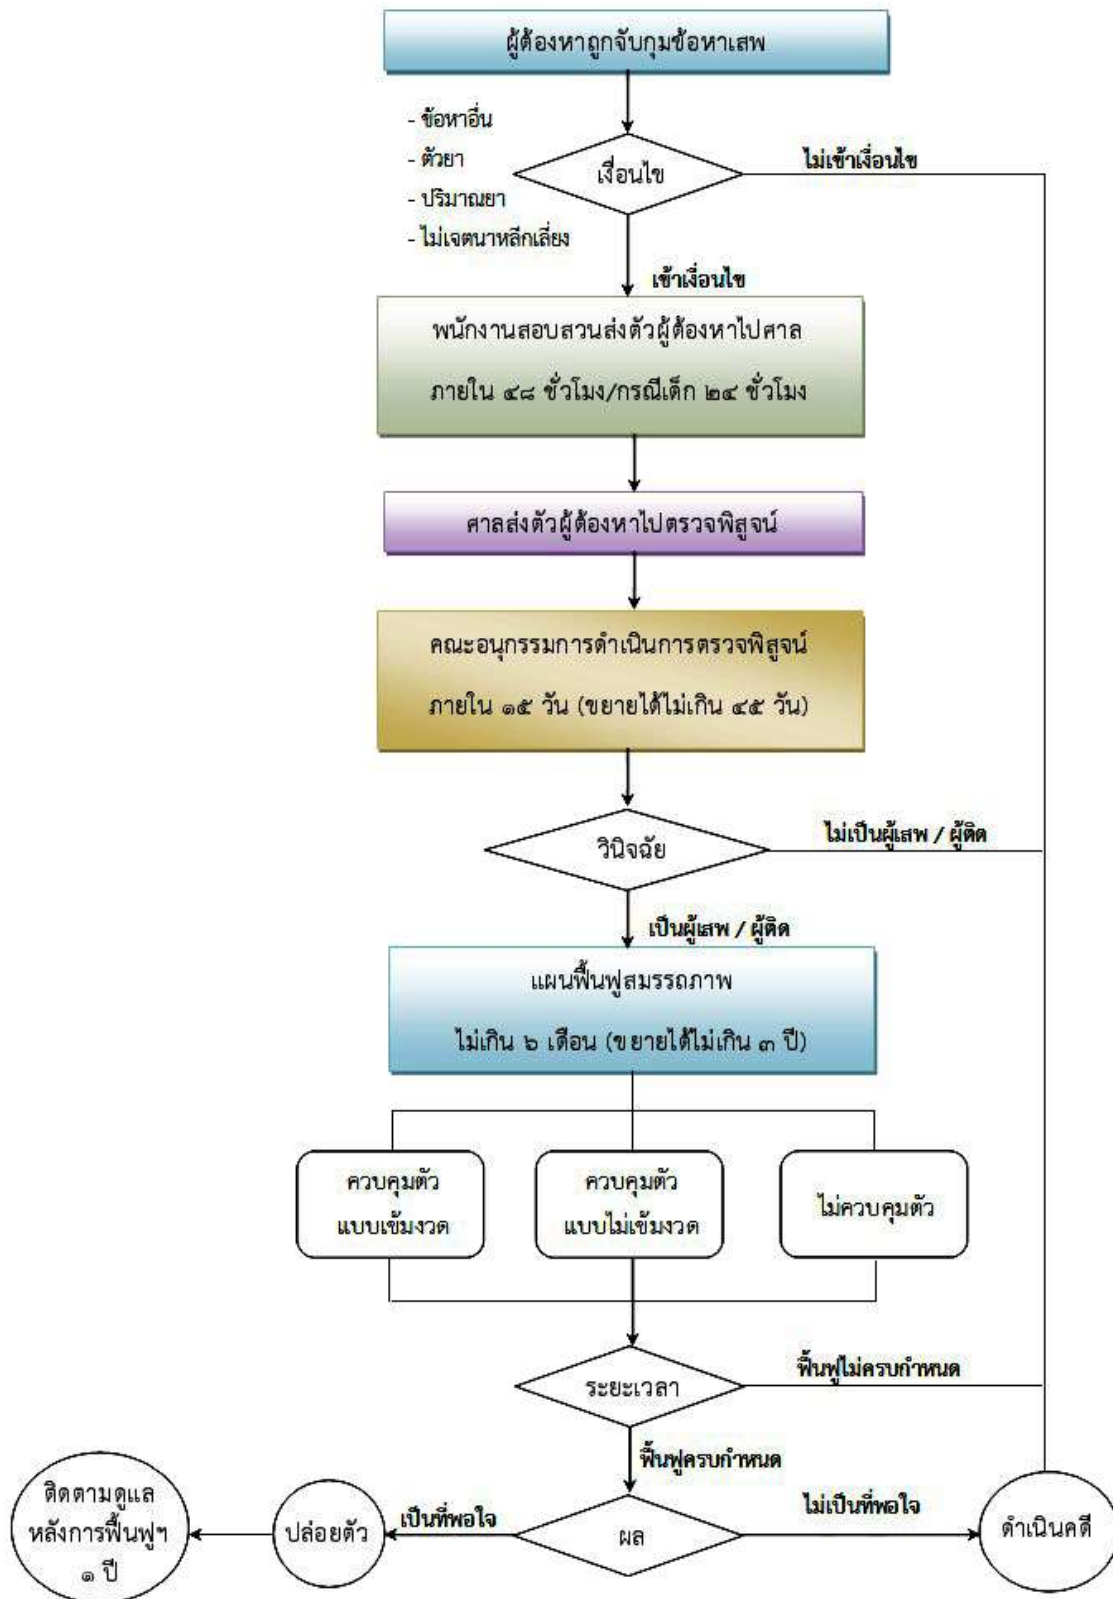 ผู้ต้องหาถูกจับกุมข้อหาเสพ
- ข้อหาอื่น
- ตัวยา
- ปริมาณยา
- ไม่เจตนาหลีกเลี่ยง
เงื่อนไข
ไม่เข้าเงื่อนไข
เข้าเงื่อนไข
พนักงานสอบสวนส่งตัวผู้ต้องหาไปศาล
ภายใน ๔๘ ชั่วโมง/กรณีเด็ก ๒๔ ชั่วโมง
ศาลส่งตัวผู้ต้องหาไปตรวจพิสูจน์
คณะอนุกรรมการดำเนินการตรวจพิสูจน์
ภายใน ๑๕ วัน (ขยายได้ไม่เกิน ๔๕ วัน)
วินิจฉัย
ไม่เป็นผู้เสพ / ผู้ติด
เป็นผู้เสพ / ผู้ติด
แผนฟื้นฟูสมรรถภาพ
ไม่เกิน ๖ เดือน (ขยายได้ไม่เกิน ๓ ปี)
ควบคุมตัว
แบบเข้มงวด
ควบคุมตัว
แบบไม่เข้มงวด
ไม่ควบคุมตัว
ระยะเวลา
ฟื้นฟูไม่ครบกำหนด
ฟื้นฟูครบกำหนด
ติดตามดูแล
หลังการฟื้นฟูฯ
๑ ปี
ปล่อยตัว
เป็นที่พอใจ
ผล
ไม่เป็นที่พอใจ
ดำเนินคดี